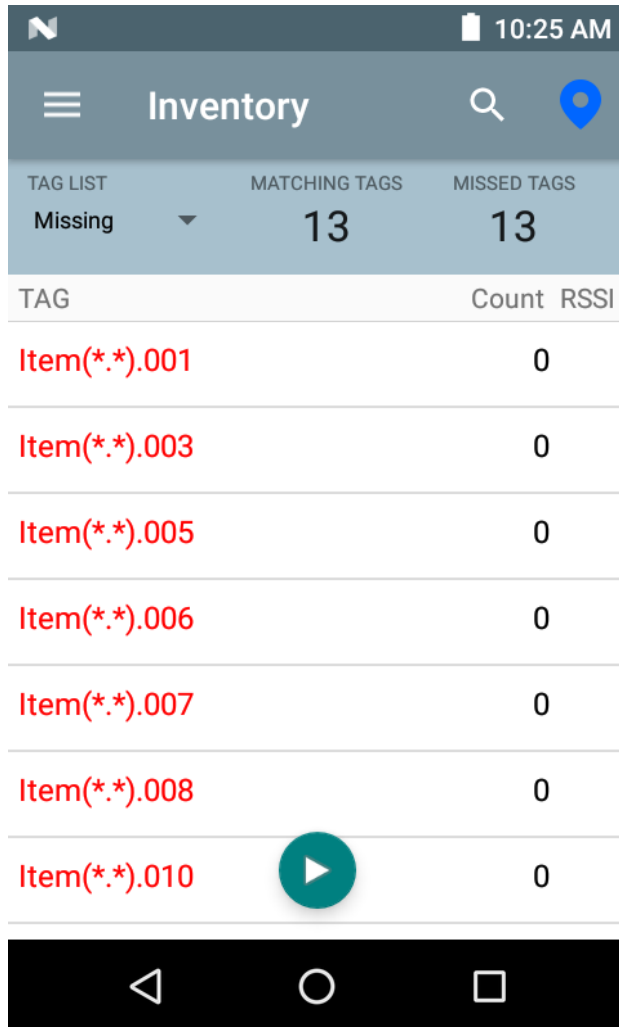 10:25 AM
Inventory
TAG LIST MATCHING TAGS MISSED TAGS
Missing 13 13
TAG Count RSSI
Item(*.*).001 0
Item(*.*).003 0
Item(*.*).005 0
Item(*.*).006 0
Item(*.*).007 0
Item(*.*).008 0
Item(*.*).010 0